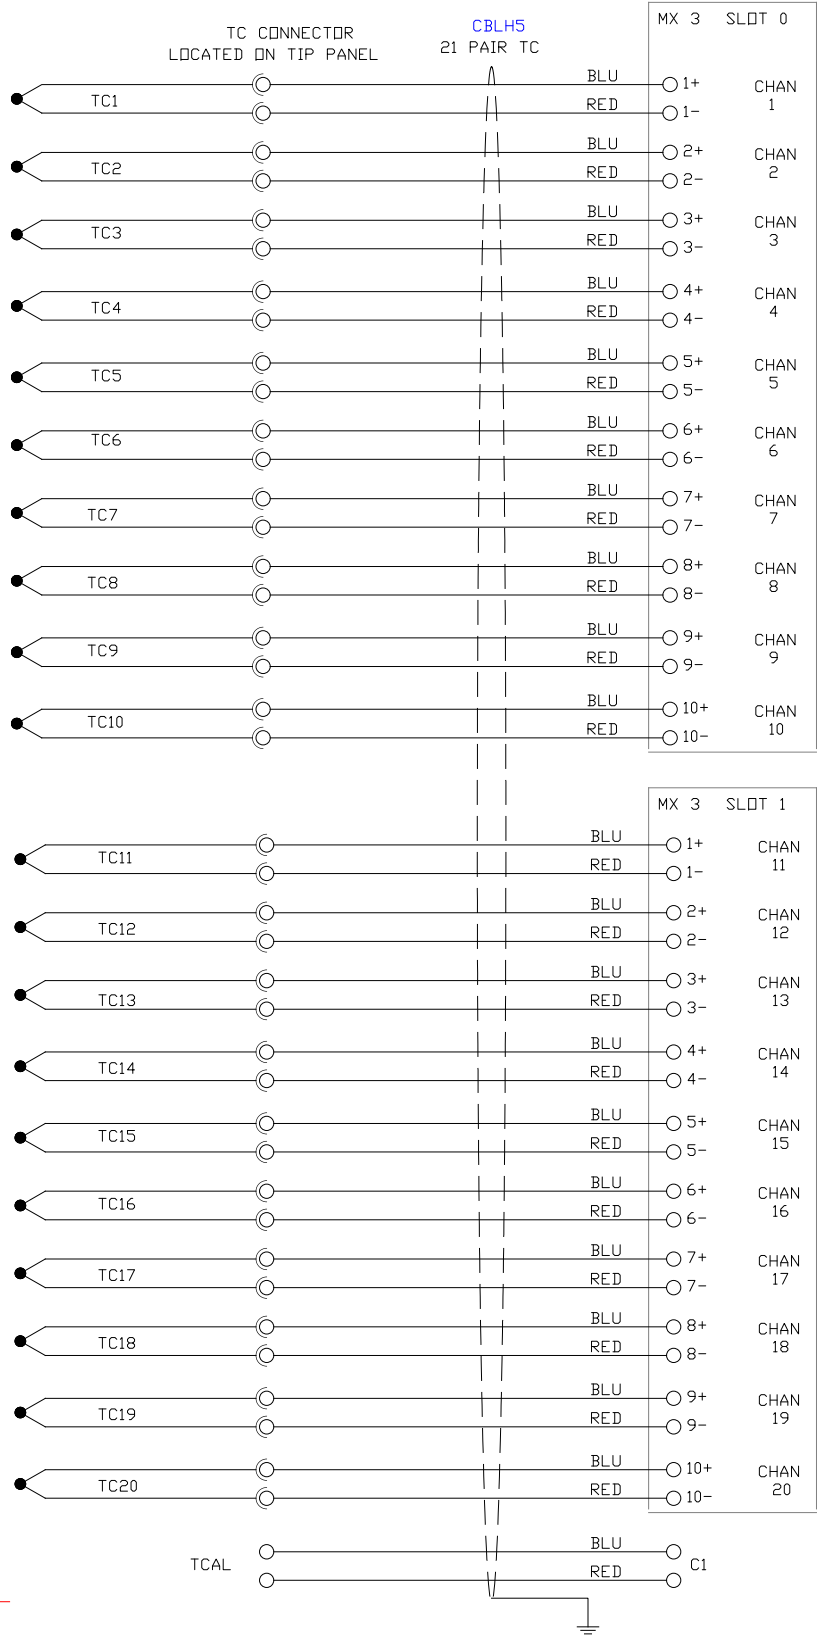 TC CONNECTOR
LOCATED ON TIP PANEL
CBLH5
21 PAIR TC
MX 3 SLOT 0
TC1
BLU
1+
RED
1-
CHAN
1
TC2
BLU
2+
RED
2-
CHAN
2
TC3
BLU
3+
RED
3-
CHAN
3
TC4
BLU
4+
RED
4-
CHAN
4
TC5
BLU
5+
RED
5-
CHAN
5
TC6
BLU
6+
RED
6-
CHAN
6
TC7
BLU
7+
RED
7-
CHAN
7
TC8
BLU
8+
RED
8-
CHAN
8
TC9
BLU
9+
RED
9-
CHAN
9
TC10
BLU
10+
RED
10-
CHAN
10
MX 3 SLOT 1
TC11
BLU
1+
RED
1-
CHAN
11
TC12
BLU
2+
RED
2-
CHAN
12
TC13
BLU
3+
RED
3-
CHAN
13
TC14
BLU
4+
RED
4-
CHAN
14
TC15
BLU
5+
RED
5-
CHAN
15
TC16
BLU
6+
RED
6-
CHAN
16
TC17
BLU
7+
RED
7-
CHAN
17
TC18
BLU
8+
RED
8-
CHAN
18
TC19
BLU
9+
RED
9-
CHAN
19
TC20
BLU
10+
RED
10-
CHAN
20
TCAL
BLU
RED
C1